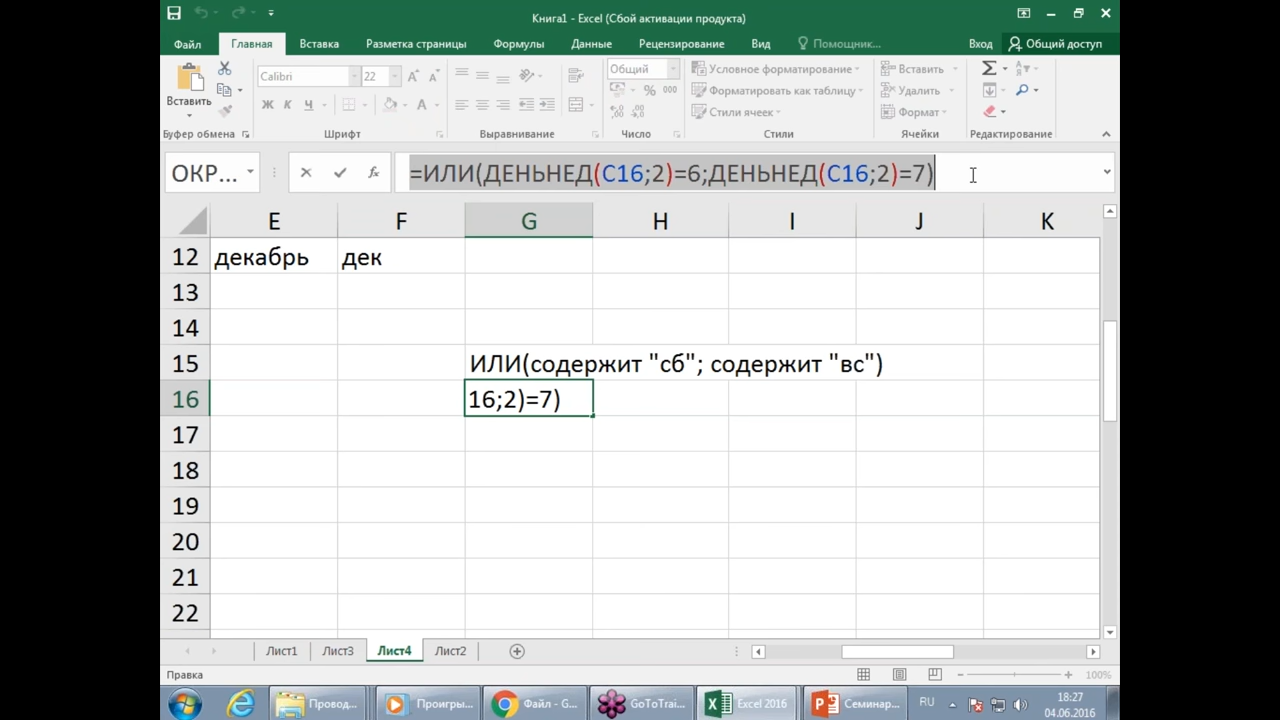 Книга1 - Excel (Сбой активации продукта)
Файл Главная Вставка Разметка страницы Формулы Данные Рецензирование Вид Помощник... Вход Общий доступ
Вставить
Calibri 22
Ж К Ч
Общий
% 000
Условное форматирование
Форматировать как таблицу
Стили ячеек
Вставить
Удалить
Формат
Буфер обмена Шрифт Выравнивание Число Стили Ячейки Редактирование
ОКР... fx =ИЛИ(ДЕНЬНЕД(C16;2)=6;ДЕНЬНЕД(C16;2)=7)
E F G H I J K
12 декабрь дек
13
14
15 ИЛИ(содержит "сб"; содержит "вс")
16 16;2)=7)
17
18
19
20
21
22
Лист1 Лист3 Лист4 Лист2
Правка 100%
Провод... Проигры... Файл - G... GoToTrai... Excel 2016 Семинар... RU 18:27
04.06.2016